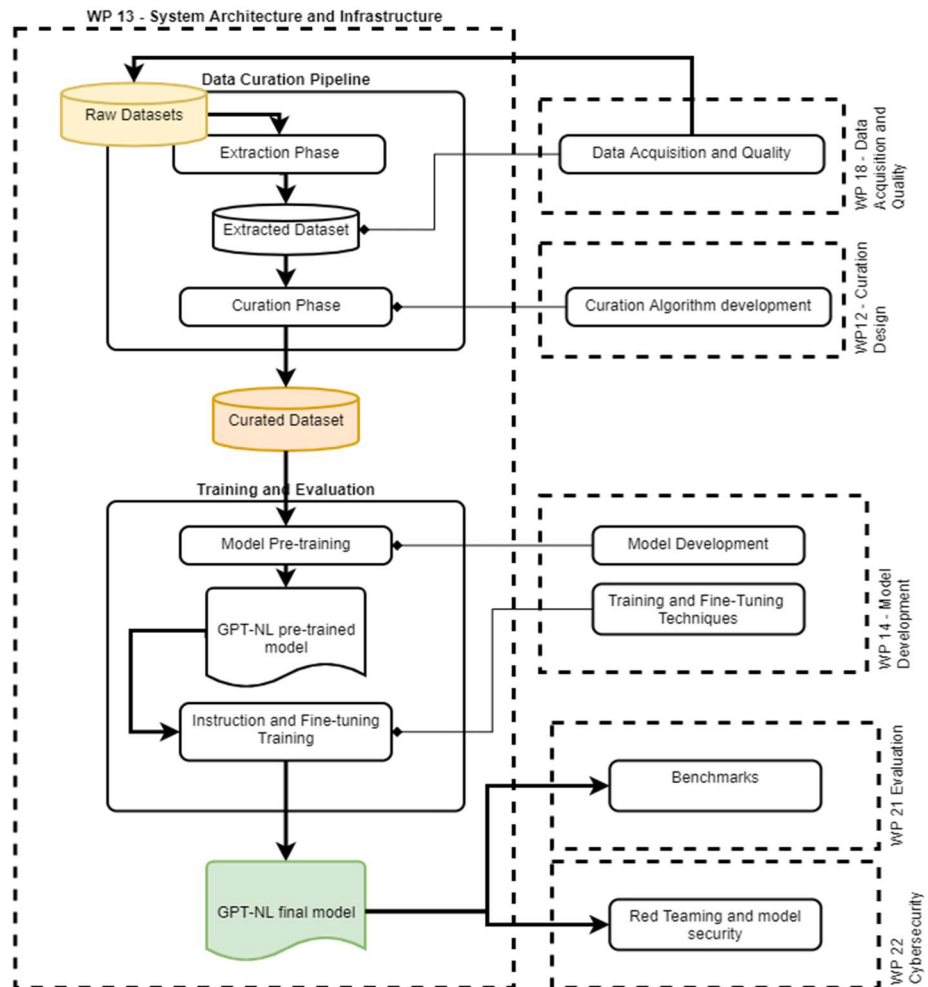 WP 13 - System Architecture and Infrastructure
Data Curation Pipeline
Raw Datasets
Extraction Phase
Data Acquisition and Quality
WP 18 - Data
Acquisition and
Quality
Extracted Dataset
Curation Phase
Curation Algorithm development
WP12 - Curation
Design
Curated Dataset
Training and Evaluation
Model Pre-training
Model Development
GPT-NL pre-trained
model
Training and Fine-Tuning
Techniques
WP 14 - Model
Development
Instruction and Fine-tuning
Training
Benchmarks
WP 21 Evaluation
GPT-NL final model
Red Teaming and model
security
WP 22
Cybersecurity